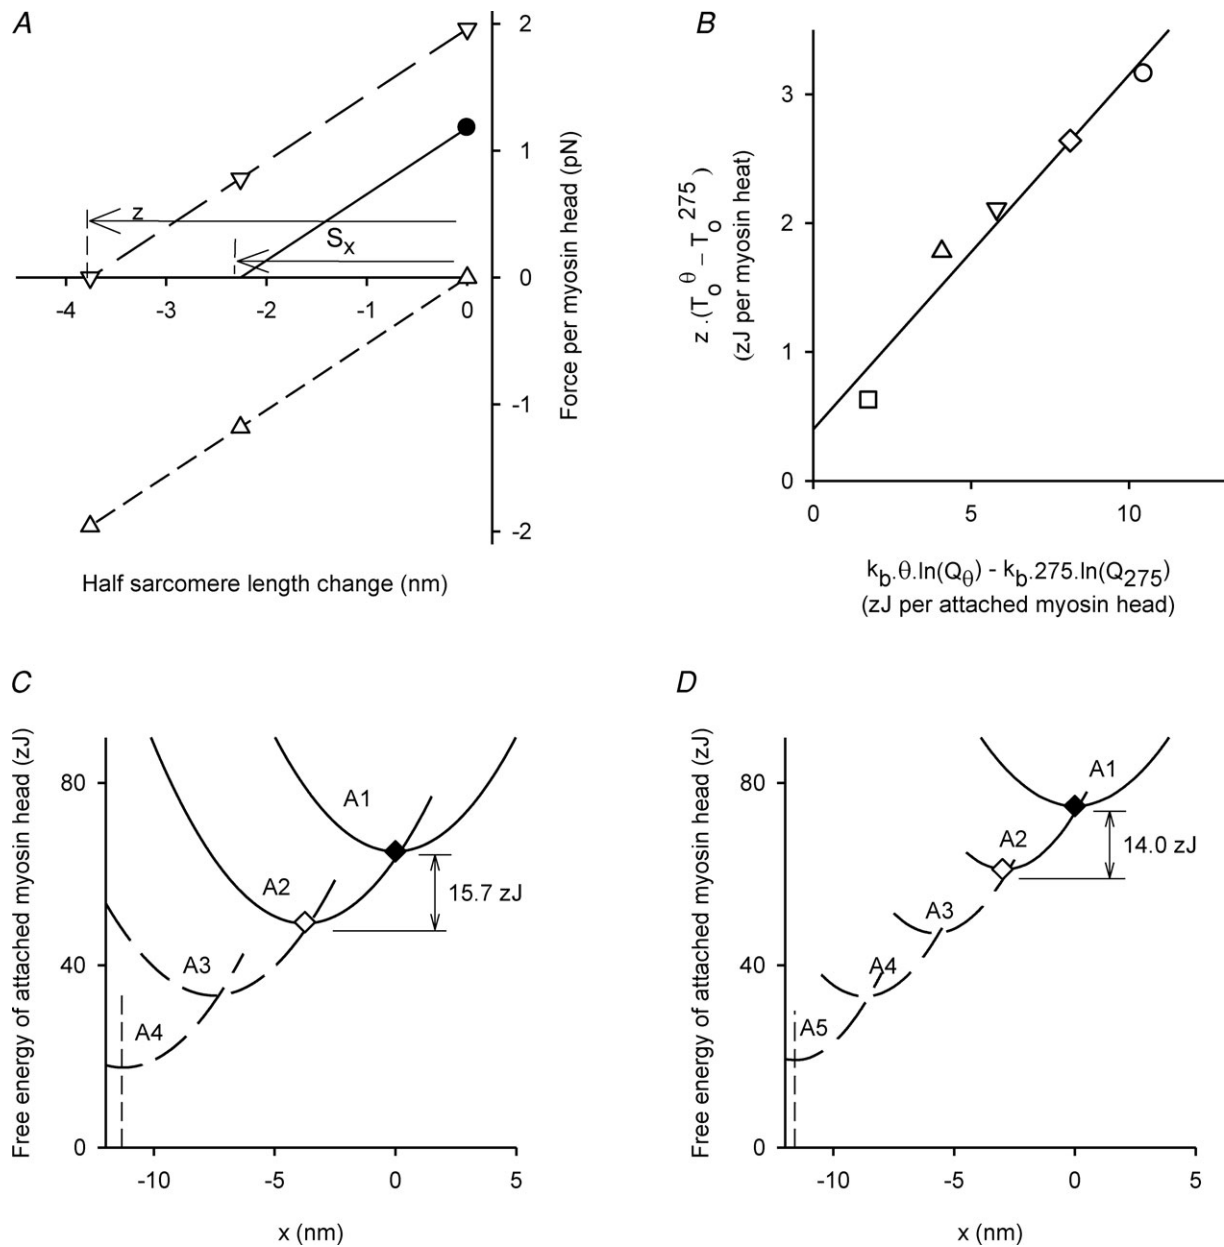 A
B
2
1
0
-1
-2
Force per myosin head (pN)
z
Sx
-4
-3
-2
-1
0
Half sarcomere length change (nm)
3
2
1
0
z .(To^θ – To^275)
(zJ per myosin heat)
0
5
10
kb.θ.ln(Qθ) - kb.275.ln(Q275)
(zJ per attached myosin head)
C
D
Free energy of attached myosin head (zJ)
80
40
0
A1
A2
A3
A4
15.7 zJ
-10
-5
0
5
x (nm)
Free energy of attached myosin head (zJ)
80
40
0
A1
A2
A3
A4
A5
14.0 zJ
-10
-5
0
5
x (nm)